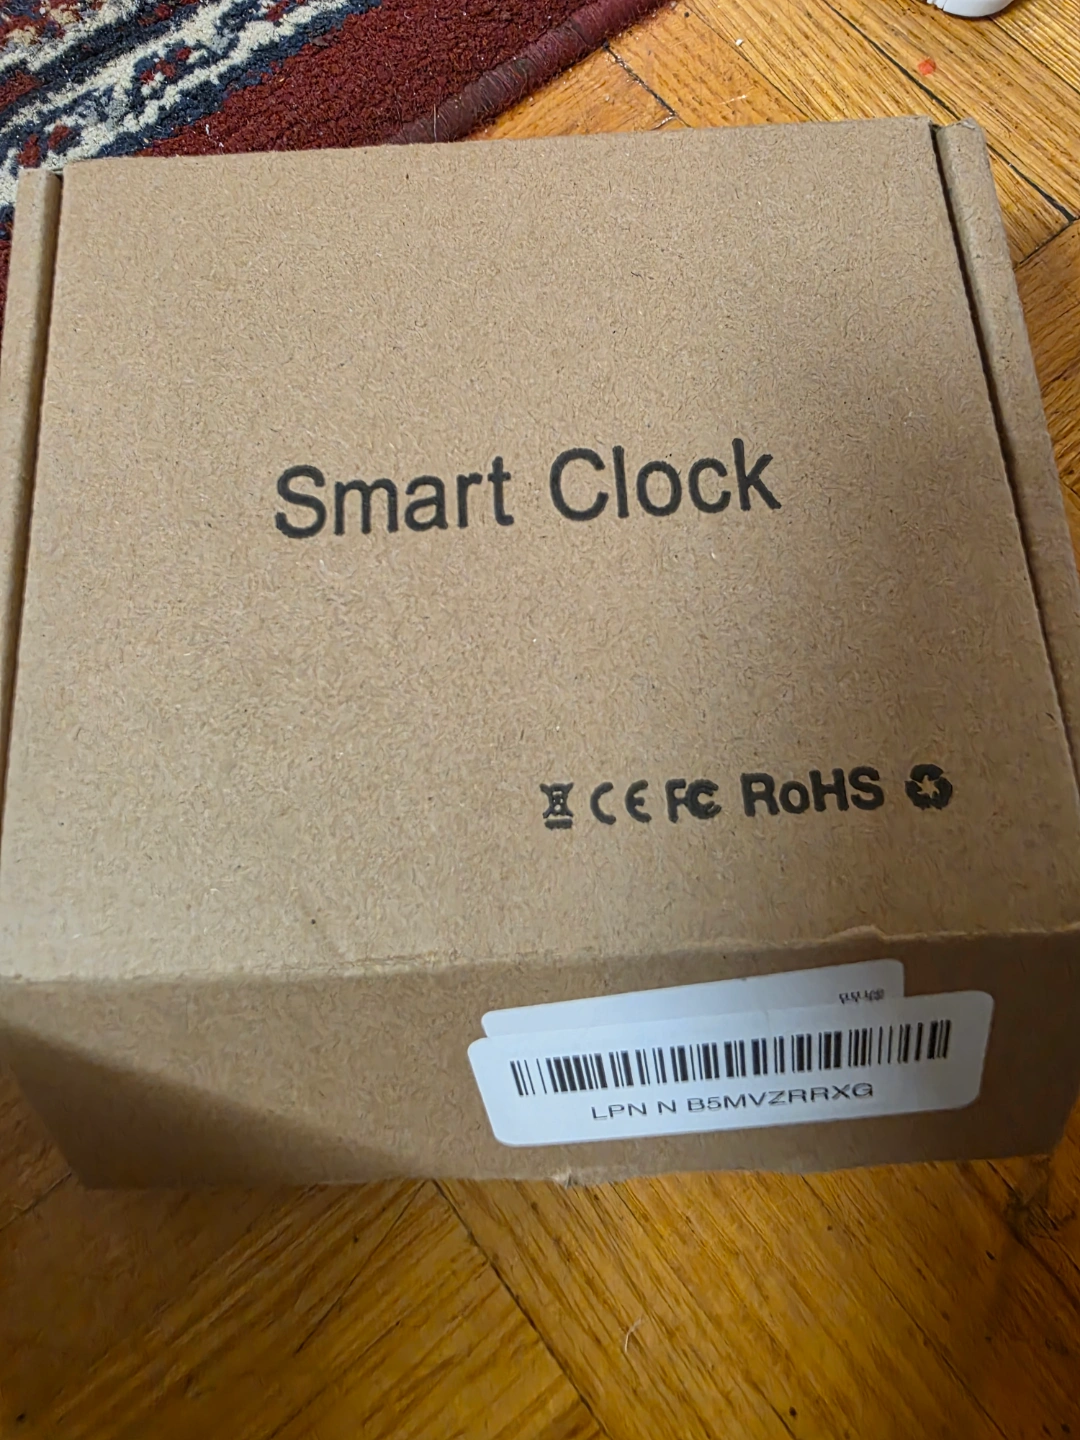 Smart Clock
CE FC RoHS
LPN N B5MVZRRXG